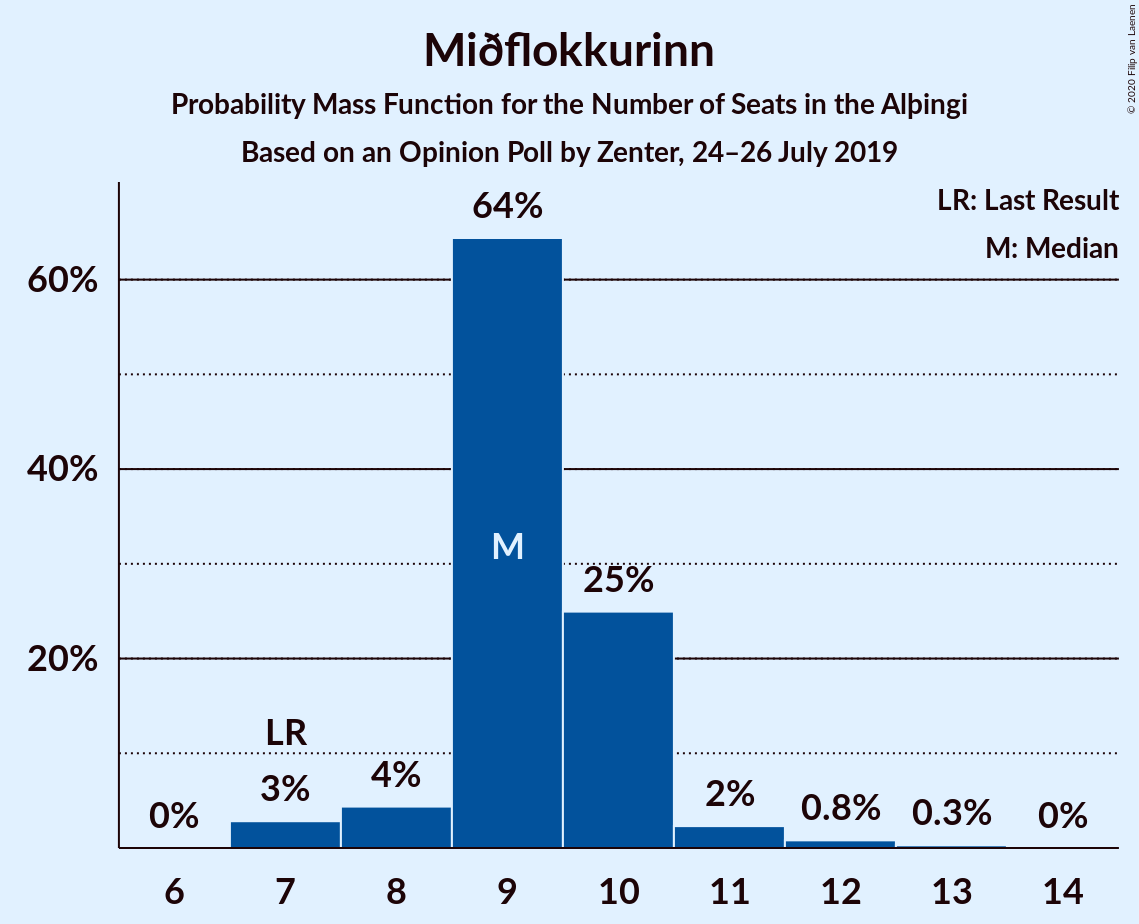 Miðflokkurinn
Probability Mass Function for the Number of Seats in the Alþingi
Based on an Opinion Poll by Zenter, 24–26 July 2019
© 2020 Filip van Laenen
LR: Last Result
M: Median
64%
60%
M
40%
25%
20%
LR
0%
3%
4%
2%
0.8%
0.3%
0%
6 7 8 9 10 11 12 13 14